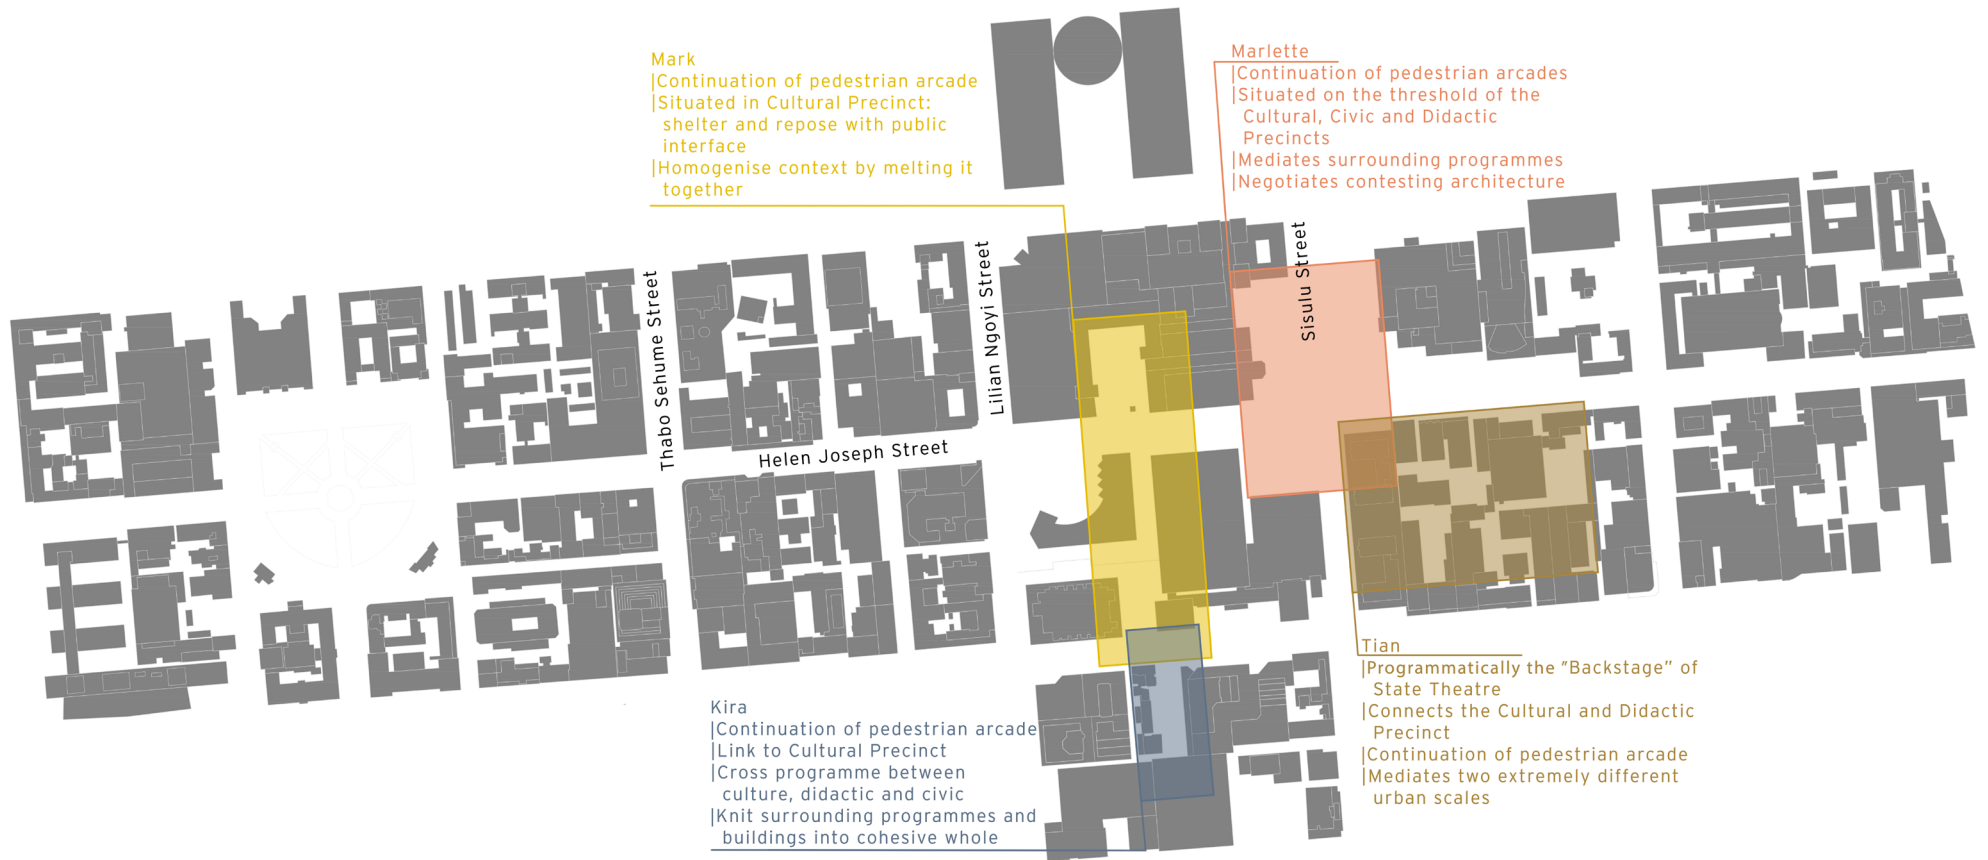 Mark
|Continuation of pedestrian arcade
|Situated in Cultural Precinct:
shelter and repose with public
interface
|Homogenise context by melting it
together
Marlette
|Continuation of pedestrian arcades
|Situated on the threshold of the
Cultural, Civic and Didactic
Precincts
|Mediates surrounding programmes
|Negotiates contesting architecture
Thabo Sehume Street
Lilian Ngoyi Street
Sisulu Street
Helen Joseph Street
Kira
|Continuation of pedestrian arcade
|Link to Cultural Precinct
|Cross programme between
culture, didactic and civic
|Knit surrounding programmes and
buildings into cohesive whole
Tian
|Programmatically the "Backstage" of
State Theatre
|Connects the Cultural and Didactic
Precinct
|Continuation of pedestrian arcade
|Mediates two extremely different
urban scales